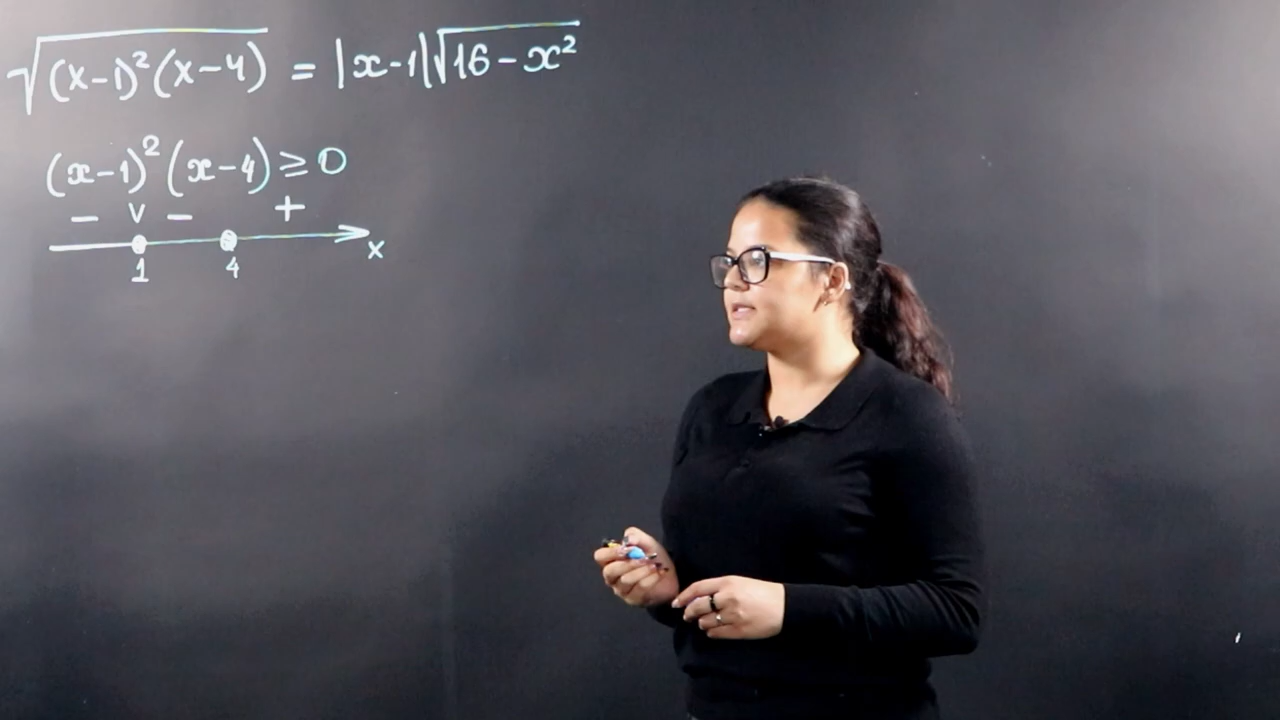 √(x-1)²(x-4) = |x-1|√16-x²
(x-1)²(x-4) ≥ 0
- v - +
1 4 x